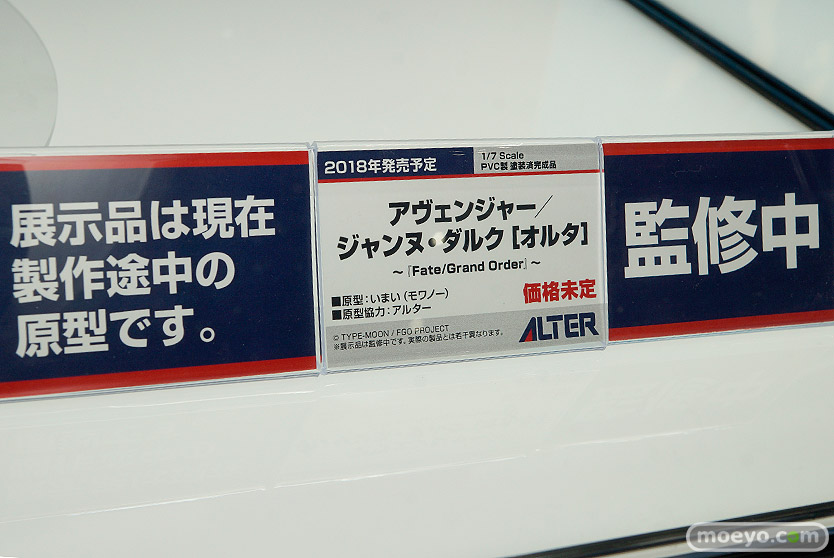 展示品は現在
製作途中の
原型です。
2018年発売予定
1/7 Scale
PVC製 塗装済完成品
アヴェンジャー/
ジャンヌ・ダルク [オルタ]
~『Fate/Grand Order』~
■原型：いまい（モワノー）
■原型協力：アルター
価格未定
© TYPE-MOON / FGO PROJECT
※展示品は監修中です。実際の製品とは若干異なります。
ALTER
監修中
moeyo.com